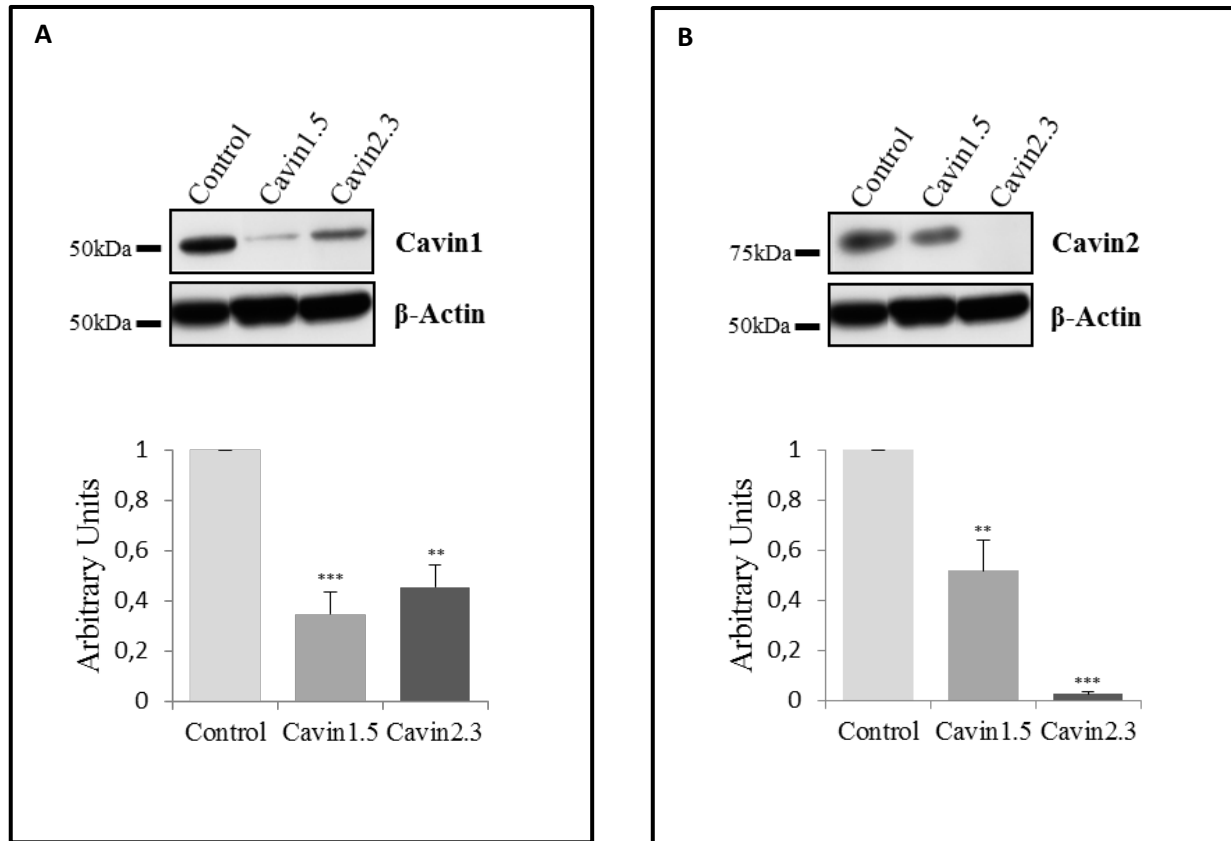 A
Control
Cavin1.5
Cavin2.3
50kDa
Cavin1
50kDa
β-Actin
Arbitrary Units
1
0,8
0,6
0,4
0,2
0
***
**
Control Cavin1.5 Cavin2.3
B
Control
Cavin1.5
Cavin2.3
75kDa
Cavin2
50kDa
β-Actin
Arbitrary Units
1
0,8
0,6
0,4
0,2
0
**
***
Control Cavin1.5 Cavin2.3